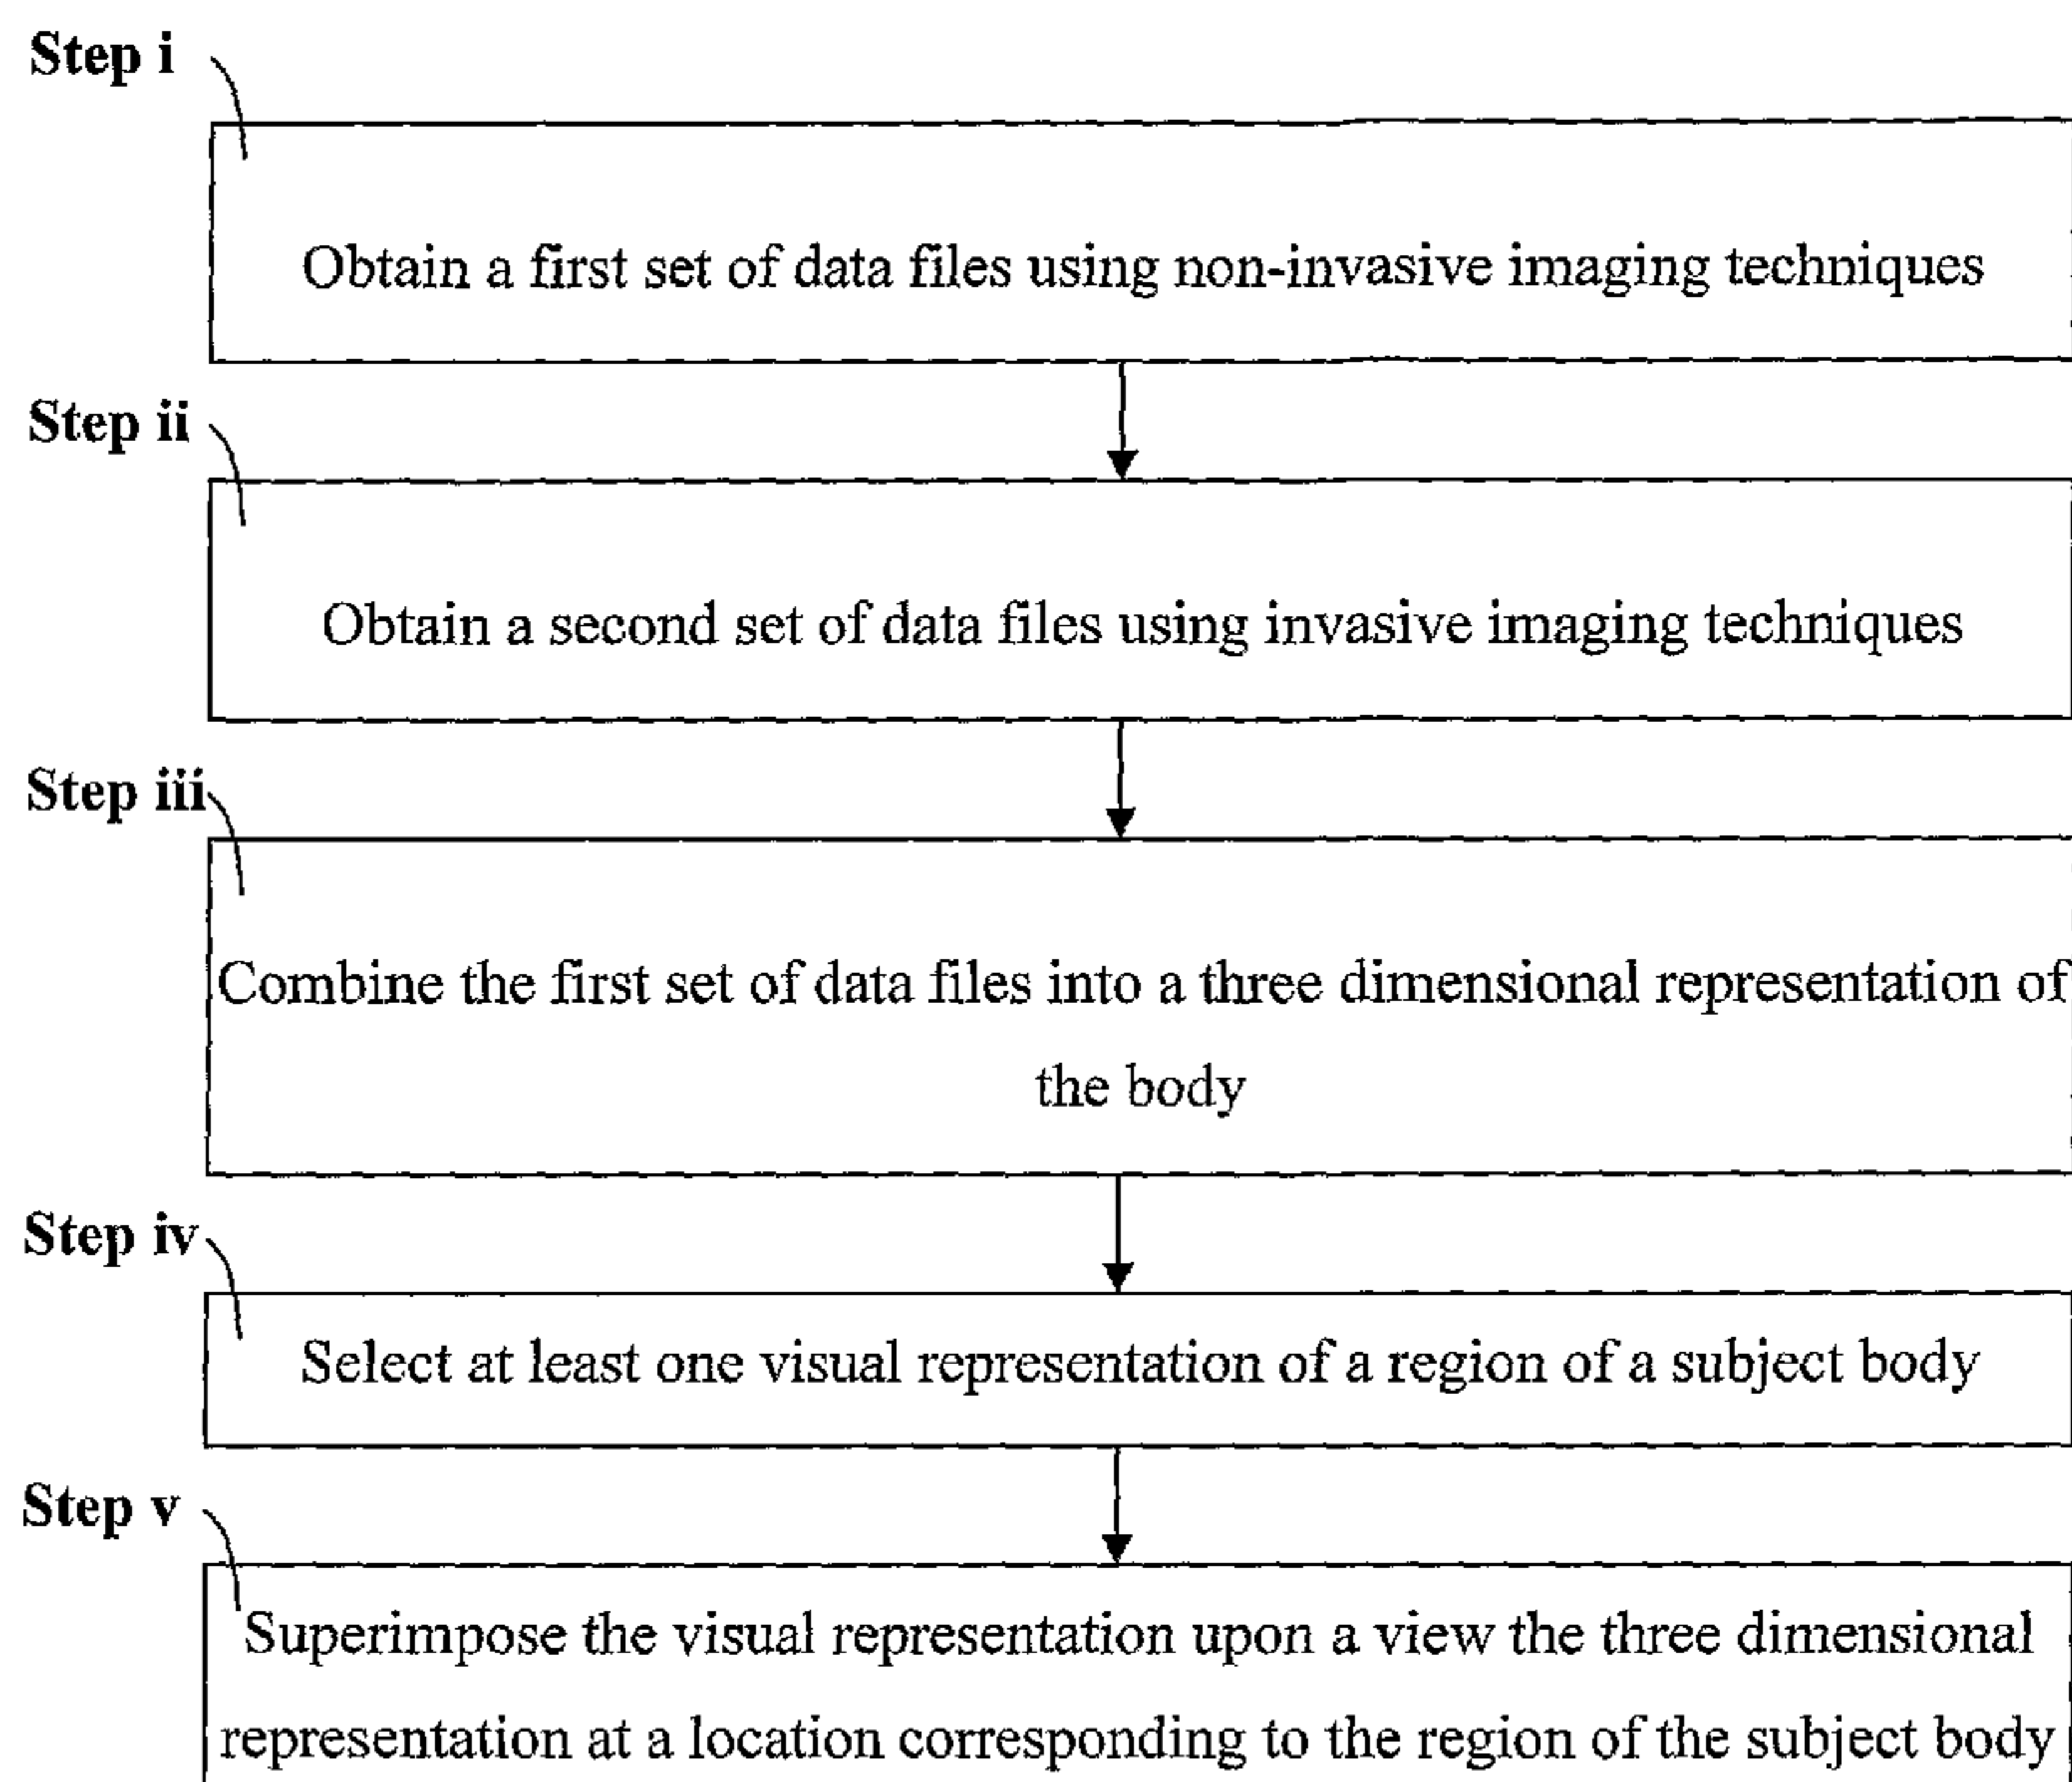 Step i
Obtain a first set of data files using non-invasive imaging techniques
Step ii
Obtain a second set of data files using invasive imaging techniques
Step iii
Combine the first set of data files into a three dimensional representation of
the body
Step iv
Select at least one visual representation of a region of a subject body
Step v
Superimpose the visual representation upon a view the three dimensional
representation at a location corresponding to the region of the subject body